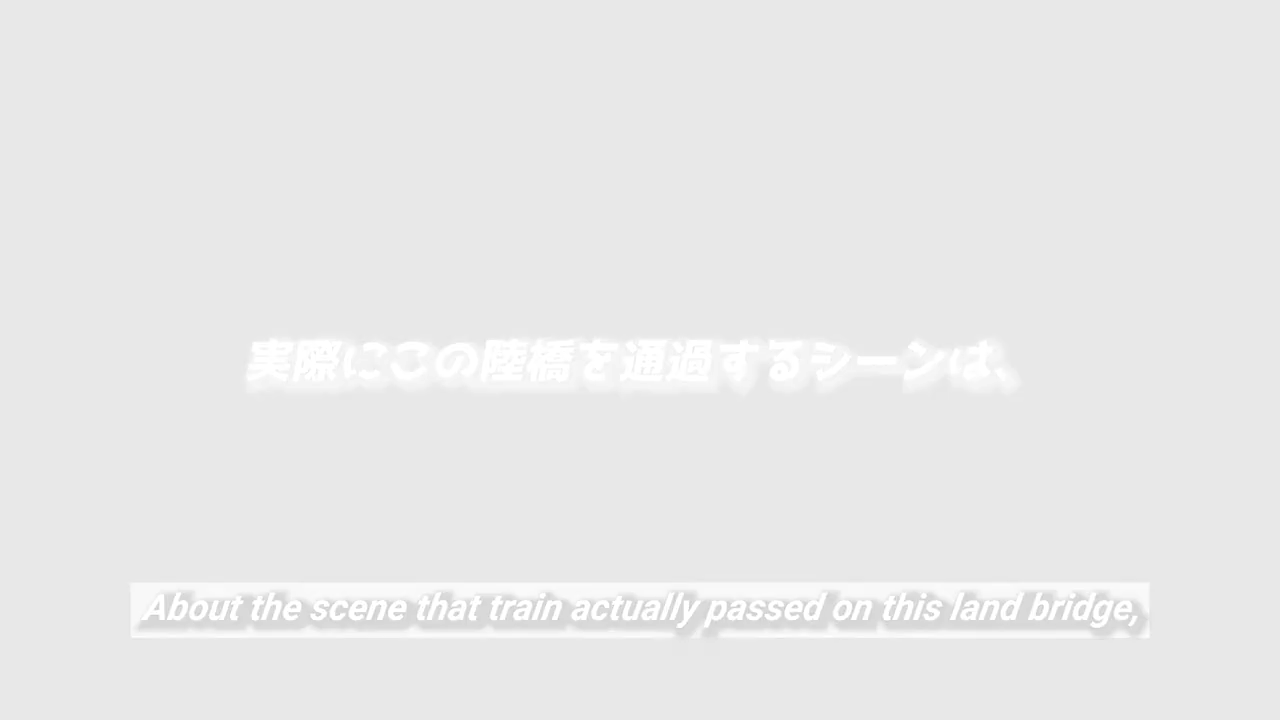 実際にこの陸橋を通過するシーンは、
About the scene that train actually passed on this land bridge,